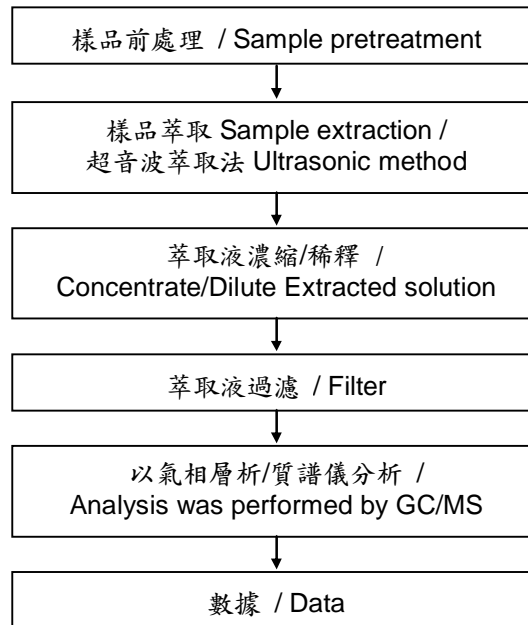 樣品前處理 / Sample pretreatment
樣品萃取 Sample extraction /
超音波萃取法 Ultrasonic method
萃取液濃縮/稀釋 /
Concentrate/Dilute Extracted solution
萃取液過濾 / Filter
以氣相層析/質譜儀分析 /
Analysis was performed by GC/MS
數據 / Data